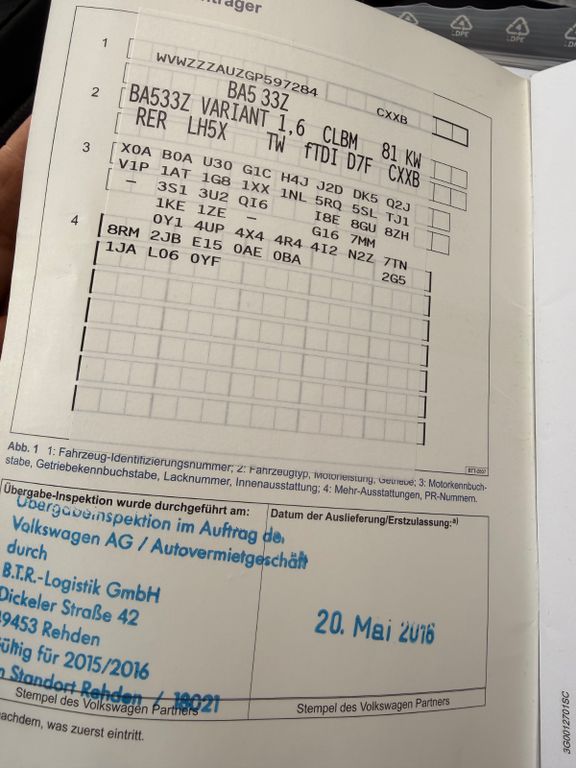 nträger
1
WVWZZZAUZGP597284
CXXB
2
BA5 33Z
BA533Z VARIANT 1,6 CLBM 81 KW
RER LH5X TW fTDI D7F CXXB
3
X0A B0A U30 G1C H4J J2D DK5 Q2J
V1P 1AT 1G8 1XX 1NL 5RQ 5SL TJ1
- 3S1 3U2 QI6 I8E 8GU 8ZH
1KE 1ZE - G16 7MM
4
0Y1 4UP 4X4 4R4 4I2 N2Z 7TN
8RM 2JB E15 0AE 0BA 2G5
1JA L06 0YF
Abb. 1 1: Fahrzeug-Identifizierungsnummer; 2: Fahrzeugtyp, Motorleistung, Getriebe; 3: Motorkennbuch-
stabe, Getriebekennbuchstabe, Lacknummer, Innenausstattung; 4: Mehr-Ausstattungen, PR-Nummern.
Übergabe-Inspektion wurde durchgeführt am:
Übergabeinspektion im Auftrag de
Volkswagen AG / Autovermietgeschäft
durch
B.T.R.-Logistik GmbH
Dickeler Straße 42
49453 Rehden
ültig für 2015/2016
n Standort Rehden / 18021
Stempel des Volkswagen Partners
Datum der Auslieferung/Erstzulassung:a)
20. Mai 2016
Stempel des Volkswagen Partners
nachdem, was zuerst eintritt.
3G0012701SC
LDPE
LDPE